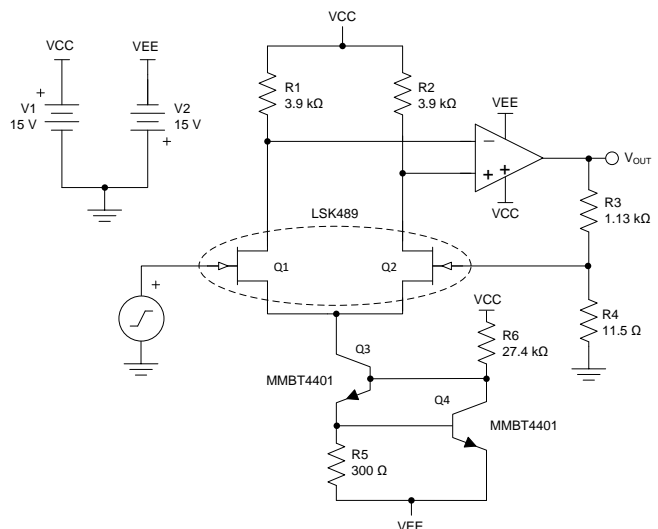 VCC
VCC
VEE
V1
15 V
+
V2
15 V
+
R1
3.9 kΩ
R2
3.9 kΩ
VEE
−
+
+
VCC
VOUT
R3
1.13 kΩ
LSK489
Q1
Q2
+
R4
11.5 Ω
VCC
R6
27.4 kΩ
Q3
MMBT4401
Q4
MMBT4401
R5
300 Ω
VEE